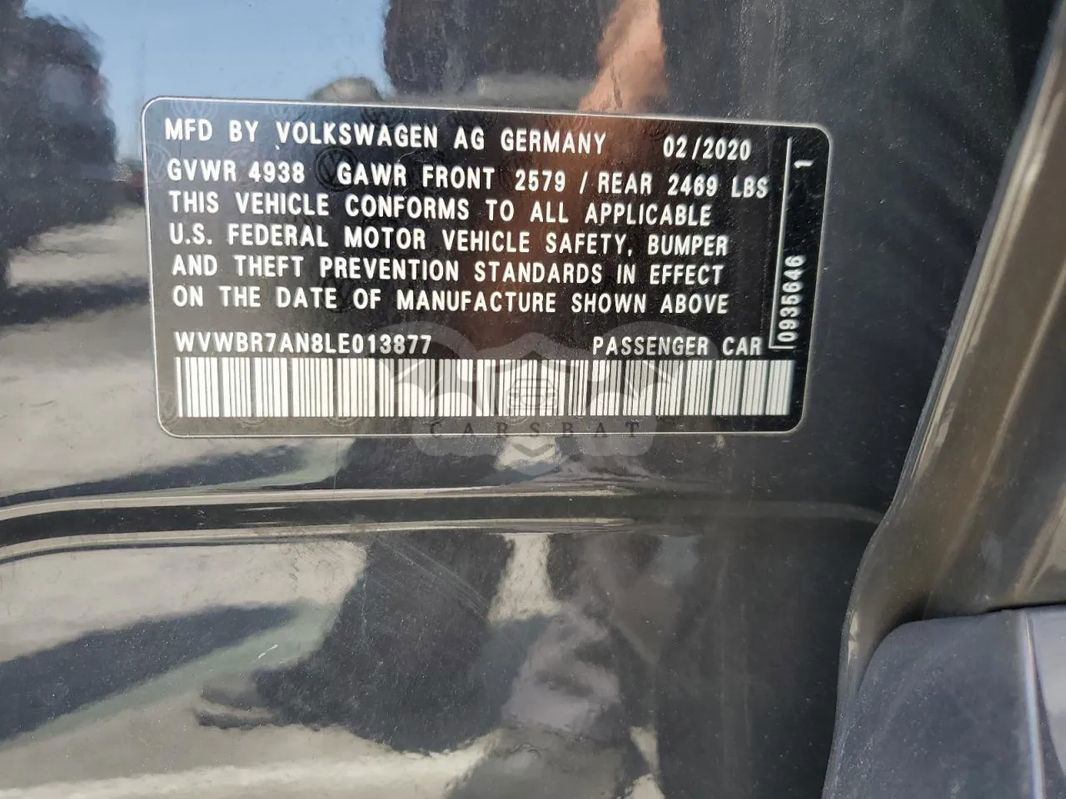 MFD BY VOLKSWAGEN AG GERMANY 02/2020
GVWR 4938 GAWR FRONT 2579 / REAR 2469 LBS
THIS VEHICLE CONFORMS TO ALL APPLICABLE
U.S. FEDERAL MOTOR VEHICLE SAFETY, BUMPER
AND THEFT PREVENTION STANDARDS IN EFFECT
ON THE DATE OF MANUFACTURE SHOWN ABOVE
WVWBR7AN8LE013877 PASSENGER CAR
0935646 1
CARSBAT